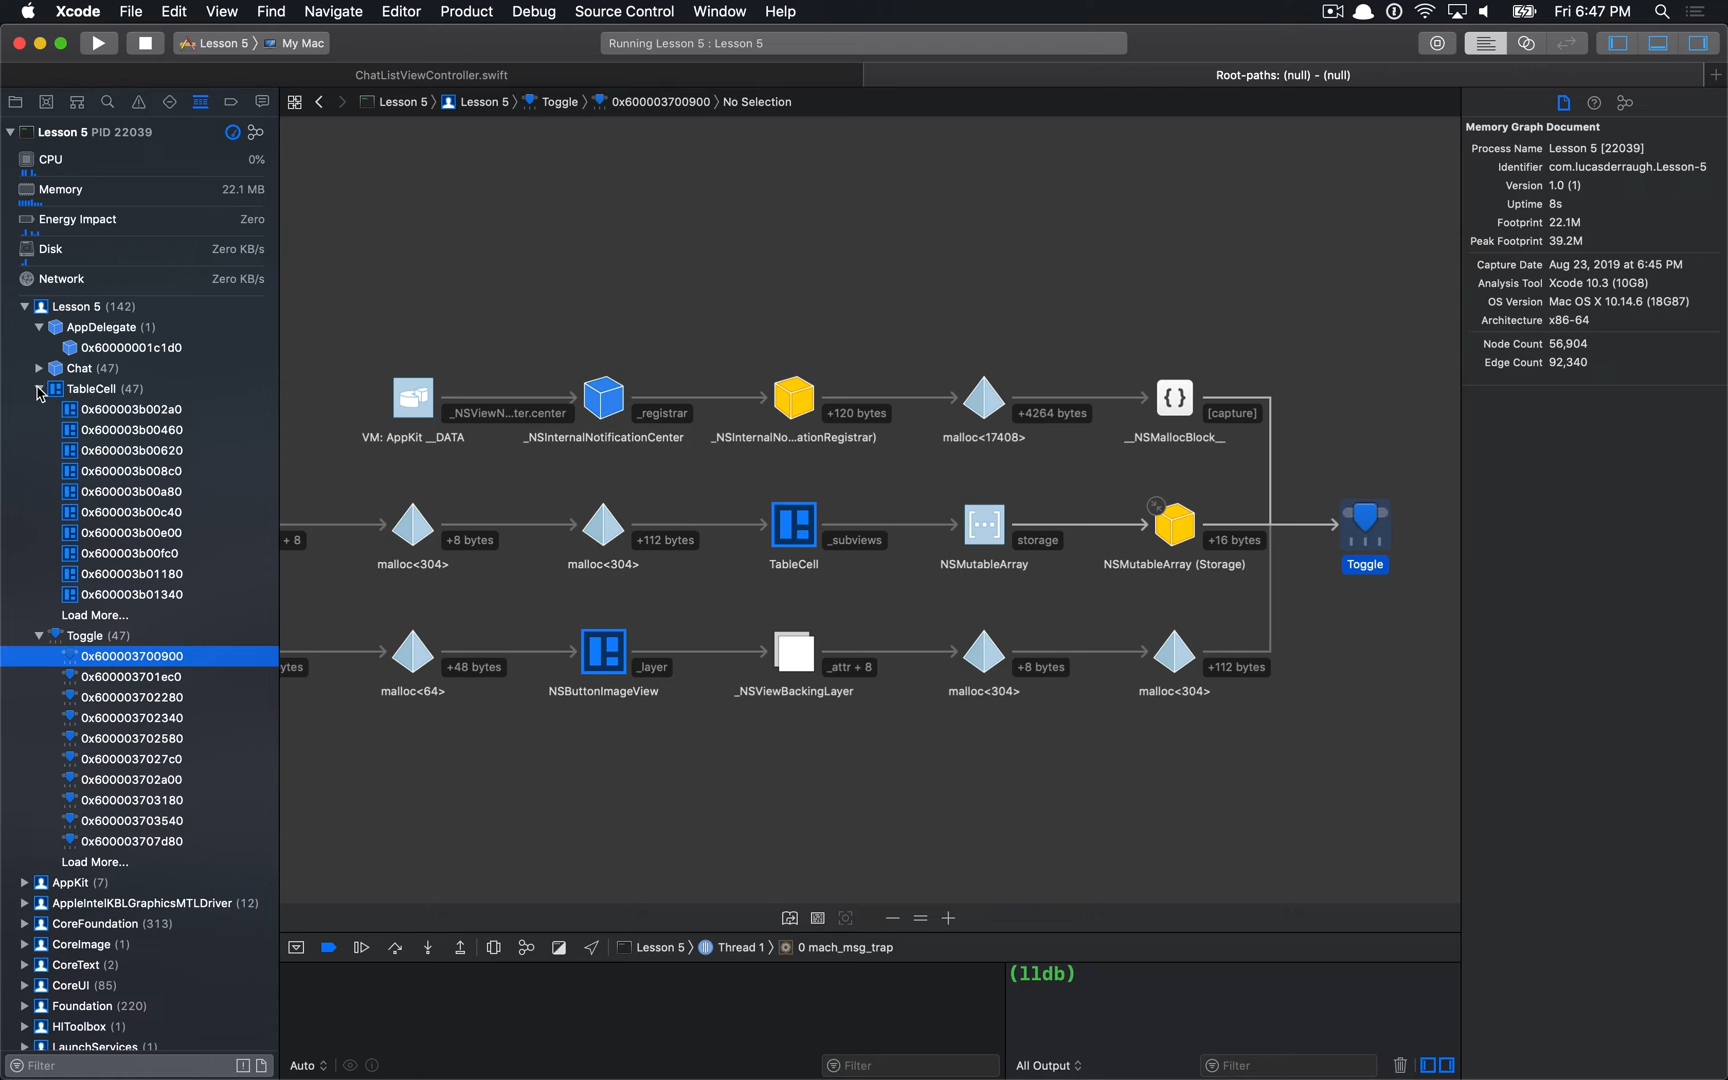 Xcode File Edit View Find Navigate Editor Product Debug Source Control Window Help Fri 6:47 PM
Lesson 5 My Mac Running Lesson 5 : Lesson 5
ChatListViewController.swift Root-paths: (null) - (null)
Lesson 5 Lesson 5 Toggle 0x600003700900 No Selection
Lesson 5 PID 22039
CPU 0%
Memory 22.1 MB
Energy Impact Zero
Disk Zero KB/s
Network Zero KB/s
Lesson 5 (142)
AppDelegate (1)
0x60000001c1d0
Chat (47)
TableCell (47)
0x600003b002a0
0x600003b00460
0x600003b00620
0x600003b008c0
0x600003b00a80
0x600003b00c40
0x600003b00e00
0x600003b00fc0
0x600003b01180
0x600003b01340
Load More...
Toggle (47)
0x600003700900
0x600003701ec0
0x600003702280
0x600003702340
0x600003702580
0x6000037027c0
0x600003702a00
0x600003703180
0x600003703540
0x600003707d80
Load More...
AppKit (7)
AppleIntelKBLGraphicsMTLDriver (12)
CoreFoundation (313)
CoreImage (1)
CoreText (2)
CoreUI (85)
Foundation (220)
HIToolbox (1)
LaunchServices (1)
Filter
_NSViewN...ter.center _registrar +120 bytes +4264 bytes { } [capture]
VM: AppKit __DATA _NSInternalNotificationCenter _NSInternalNo...ationRegistrar) malloc<17408> __NSMallocBlock__
+ 8 +8 bytes +112 bytes _subviews [...] storage +16 bytes
malloc<304> malloc<304> TableCell NSMutableArray NSMutableArray (Storage) Toggle
ytes +48 bytes _layer _attr + 8 +8 bytes +112 bytes
malloc<64> NSButtonImageView _NSViewBackingLayer malloc<304> malloc<304>
Lesson 5 Thread 1 0 mach_msg_trap
(lldb)
Auto Filter All Output Filter
Memory Graph Document
Process Name Lesson 5 [22039]
Identifier com.lucasderraugh.Lesson-5
Version 1.0 (1)
Uptime 8s
Footprint 22.1M
Peak Footprint 39.2M
Capture Date Aug 23, 2019 at 6:45 PM
Analysis Tool Xcode 10.3 (10G8)
OS Version Mac OS X 10.14.6 (18G87)
Architecture x86-64
Node Count 56,904
Edge Count 92,340